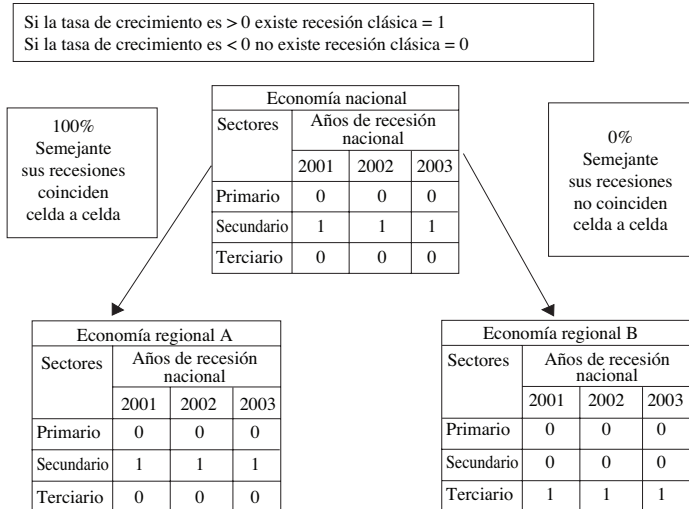 Si la tasa de crecimiento es > 0 existe recesión clásica = 1
Si la tasa de crecimiento es < 0 no existe recesión clásica = 0
Economía nacional
Sectores Años de recesión
nacional
2001 2002 2003
Primario 0 0 0
Secundario 1 1 1
Terciario 0 0 0
100%
Semejante
sus recesiones
coinciden
celda a celda
0%
Semejante
sus recesiones
no coinciden
celda a celda
Economía regional A
Sectores Años de recesión
nacional
2001 2002 2003
Primario 0 0 0
Secundario 1 1 1
Terciario 0 0 0
Economía regional B
Sectores Años de recesión
nacional
2001 2002 2003
Primario 0 0 0
Secundario 0 0 0
Terciario 1 1 1